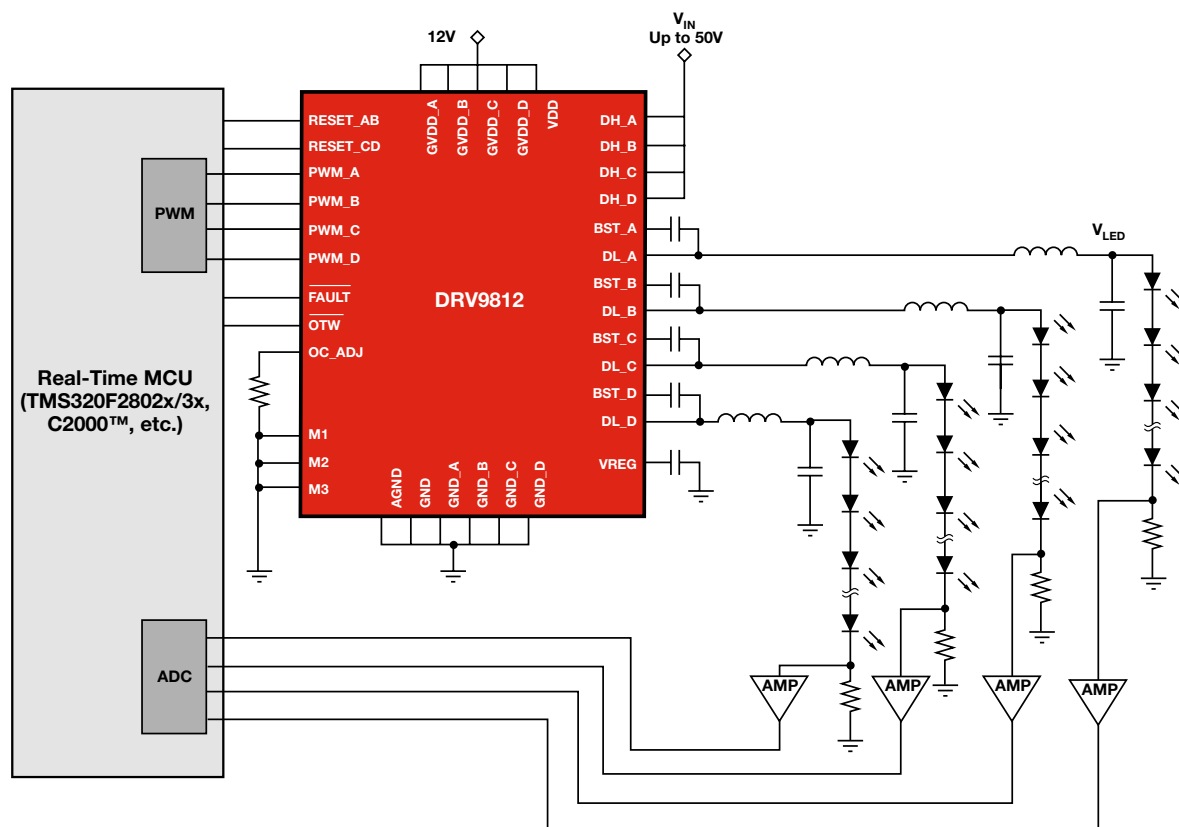 12V
V_IN
Up to 50V
GVDD_A
GVDD_B
GVDD_C
GVDD_D
VDD
RESET_AB
RESET_CD
PWM_A
PWM_B
PWM_C
PWM_D
FAULT
OTW
OC_ADJ
M1
M2
M3
PWM
DRV9812
DH_A
DH_B
DH_C
DH_D
BST_A
DL_A
BST_B
DL_B
BST_C
DL_C
BST_D
DL_D
VREG
V_LED
AGND
GND
GND_A
GND_B
GND_C
GND_D
Real-Time MCU
(TMS320F2802x/3x,
C2000™, etc.)
ADC
AMP
AMP
AMP
AMP